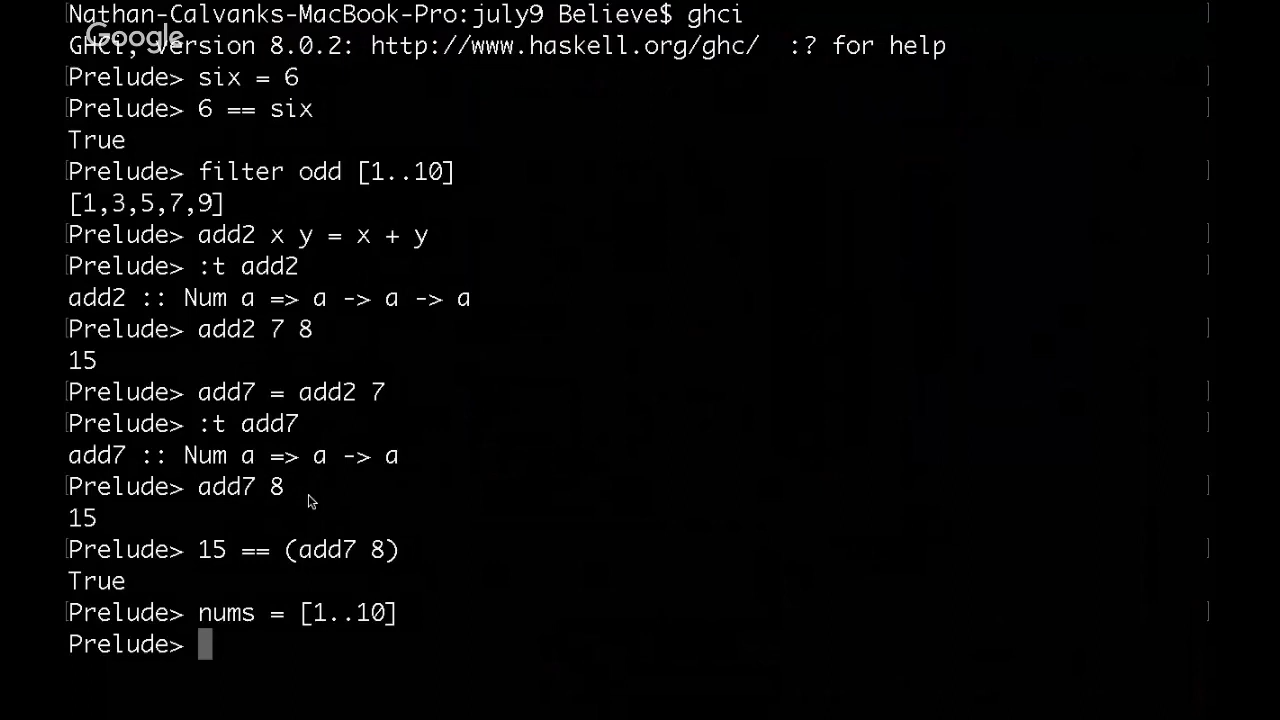 Nathan-Calvanks-MacBook-Pro:july9 Believe$ ghci
Google
GHCi, version 8.0.2: http://www.haskell.org/ghc/  :? for help
Prelude> six = 6
Prelude> 6 == six
True
Prelude> filter odd [1..10]
[1,3,5,7,9]
Prelude> add2 x y = x + y
Prelude> :t add2
add2 :: Num a => a -> a -> a
Prelude> add2 7 8
15
Prelude> add7 = add2 7
Prelude> :t add7
add7 :: Num a => a -> a
Prelude> add7 8
15
Prelude> 15 == (add7 8)
True
Prelude> nums = [1..10]
Prelude>